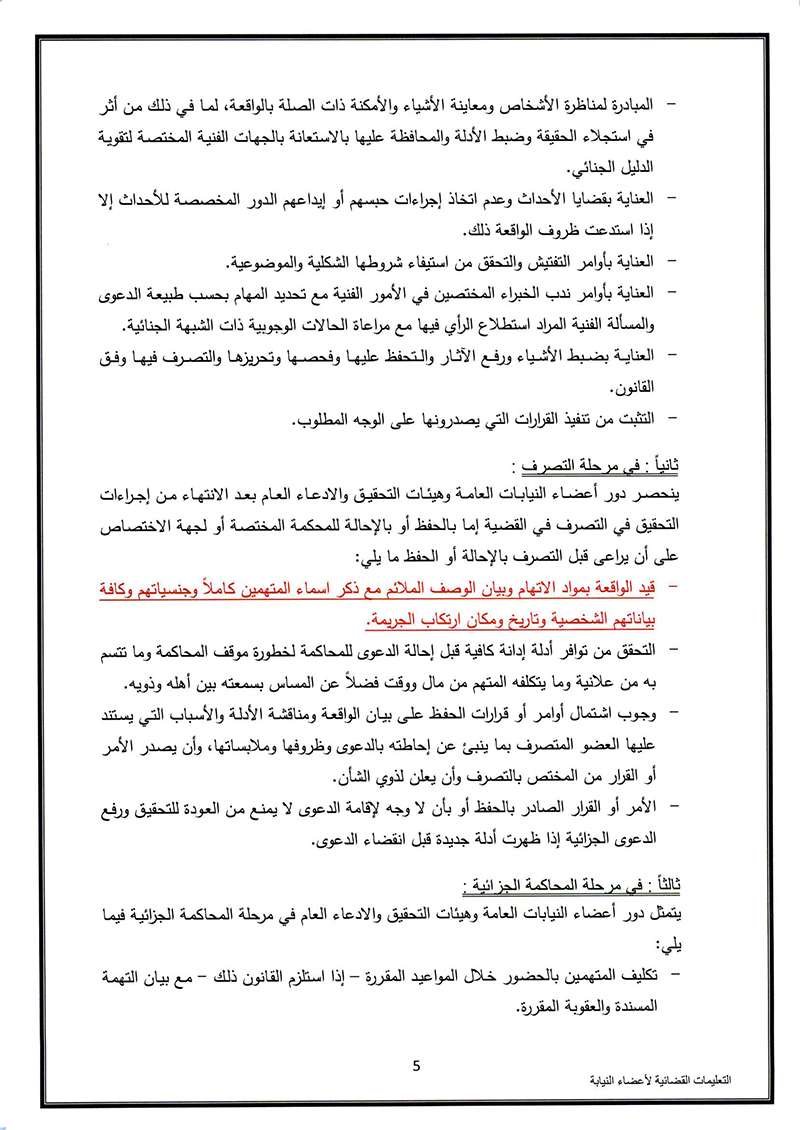 – المبادرة لمناظرة الأشخاص ومعاينة الأشياء والأمكنة ذات الصلة بالواقعة، لما في ذلك من أثر
في استجلاء الحقيقة وضبط الأدلة والمحافظة عليها بالاستعانة بالجهات الفنية المختصة لتقوية
الدليل الجنائي.
– العناية بقضايا الأحداث وعدم اتخاذ إجراءات حبسهم أو إيداعهم الدور المخصصة للأحداث إلا
إذا استدعت ظروف الواقعة ذلك.
– العناية بأوامر التفتيش والتحقق من استيفاء شروطها الشكلية والموضوعية.
– العناية بأوامر ندب الخبراء المختصين في الأمور الفنية مع تحديد المهام بحسب طبيعة الدعوى
والمسألة الفنية المراد استطلاع الرأي فيها مع مراعاة الحالات الوجوبية ذات الشبهة الجنائية.
– العناية بضبط الأشياء ورفع الآثار والتحفظ عليها وفحصها وتحريزها والتصرف فيها وفق
القانون.
– التثبت من تنفيذ القرارات التي يصدرونها على الوجه المطلوب.
ثانياً : في مرحلة التصرف :
ينحصر دور أعضاء النيابات العامة وهيئات التحقيق والادعاء العام بعد الانتهاء من إجراءات
التحقيق في التصرف في القضية إما بالحفظ أو بالإحالة للمحكمة المختصة أو لجهة الاختصاص
على أن يراعى قبل التصرف بالإحالة أو الحفظ ما يلي:
– قيد الواقعة بمواد الاتهام وبيان الوصف الملائم مع ذكر اسماء المتهمين كاملاً وجنسياتهم وكافة
بياناتهم الشخصية وتاريخ ومكان ارتكاب الجريمة.
– التحقق من توافر أدلة إدانة كافية قبل إحالة الدعوى للمحاكمة لخطورة موقف المحاكمة وما تتسم
به من علانية وما يتكلفه المتهم من مال ووقت فضلاً عن المساس بسمعته بين أهله وذويه.
– وجوب اشتمال أوامر أو قرارات الحفظ على بيان الواقعة ومناقشة الأدلة والأسباب التي يستند
عليها العضو المتصرف بما ينبئ عن إحاطته بالدعوى وظروفها وملابساتها، وأن يصدر الأمر
أو القرار من المختص بالتصرف وأن يعلن لذوي الشأن.
– الأمر أو القرار الصادر بالحفظ أو بأن لا وجه لإقامة الدعوى لا يمنع من العودة للتحقيق ورفع
الدعوى الجزائية إذا ظهرت أدلة جديدة قبل انقضاء الدعوى.
ثالثاً : في مرحلة المحاكمة الجزائية :
يتمثل دور أعضاء النيابات العامة وهيئات التحقيق والادعاء العام في مرحلة المحاكمة الجزائية فيما
يلي:
– تكليف المتهمين بالحضور خلال المواعيد المقررة – إذا استلزم القانون ذلك – مع بيان التهمة
المسندة والعقوبة المقررة.
5
التعليمات القضائية لأعضاء النيابة